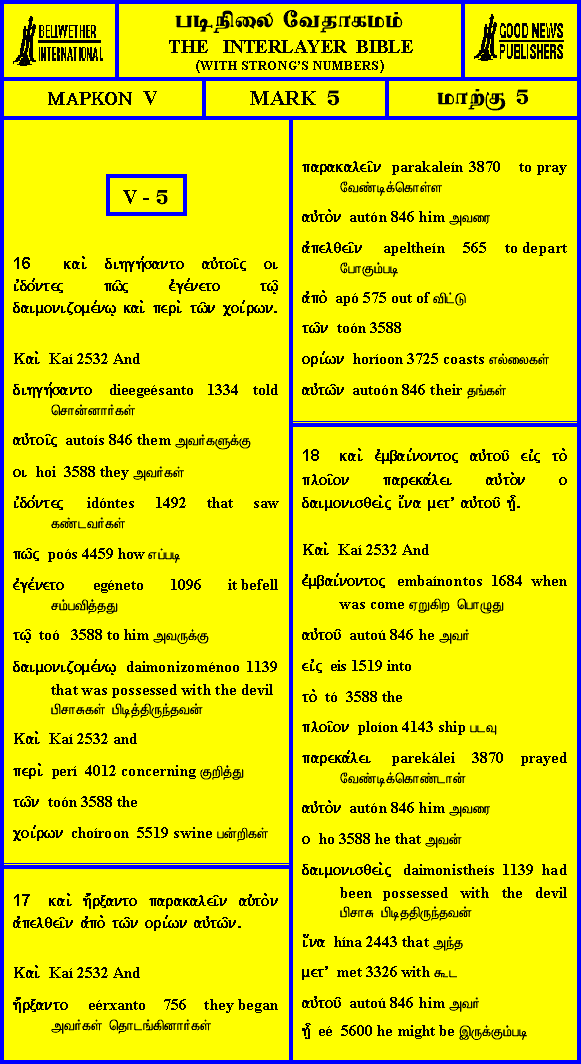 BELLWETHER
INTERNATIONAL
படிநிலை வேதாகமம்
THE INTERLAYER BIBLE
(WITH STRONG'S NUMBERS)
GOOD NEWS
PUBLISHERS
ΜΑΡΚΟΝ V
MARK 5
மாற்கு 5
V - 5
16 καὶ διηγήσαντο αὐτοῖς οι
ἰδόντες πῶς ἐγένετο τῷ
δαιμονιζομένῳ καὶ περὶ τῶν χοίρων.
Καὶ Kaí 2532 And
διηγήσαντο dieegeésanto 1334 told
சொன்னார்கள்
αὐτοῖς autoís 846 them அவர்களுக்கு
οι hoi 3588 they அவர்கள்
ἰδόντες idóntes 1492 that saw
கண்டவர்கள்
πῶς poós 4459 how எப்படி
ἐγένετο egéneto 1096 it befell
சம்பவித்தது
τῷ toó 3588 to him அவருக்கு
δαιμονιζομένῳ daimonizoménoo 1139
that was possessed with the devil
பிசாசுகள் பிடித்திருந்தவன்
Καὶ Kaí 2532 and
περὶ perí 4012 concerning குறித்து
τῶν toón 3588 the
χοίρων choíroon 5519 swine பன்றிகள்
17 καὶ ἤρξαντο παρακαλεῖν αὐτὸν
ἀπελθεῖν ἀπὸ τῶν ορίων αὐτῶν.
Καὶ Kaí 2532 And
ἤρξαντο eérxanto 756 they began
அவர்கள் தொடங்கினார்கள்
παρακαλεῖν parakaleín 3870 to pray
வேண்டிக்கொள்ள
αὐτὸν autón 846 him அவரை
ἀπελθεῖν apeltheín 565 to depart
போகும்படி
ἀπὸ apó 575 out of விட்டு
τῶν toón 3588
ορίων horíoon 3725 coasts எல்லைகள்
αὐτῶν autoón 846 their தங்கள்
18 καὶ ἐμβαίνοντος αὐτοῦ εἰς τὸ
πλοῖον παρεκάλει αὐτὸν ο
δαιμονισθεὶς ἵνα μετ' αὐτοῦ ᾖ.
Καὶ Kaí 2532 And
ἐμβαίνοντος embaínontos 1684 when
was come ஏறுகிற பொழுது
αὐτοῦ autoú 846 he அவர்
εἰς eis 1519 into
τὸ tó 3588 the
πλοῖον ploíon 4143 ship படவு
παρεκάλει parekálei 3870 prayed
வேண்டிக்கொண்டான்
αὐτὸν autón 846 him அவரை
ο ho 3588 he that அவன்
δαιμονισθεὶς daimonistheís 1139 had
been possessed with the devil
பிசாசு பிடிததிருந்தவன்
ἵνα hína 2443 that அந்த
μετ' met 3326 with கூட
αὐτοῦ autoú 846 him அவர்
ᾖ eé 5600 he might be இருக்கும்படி